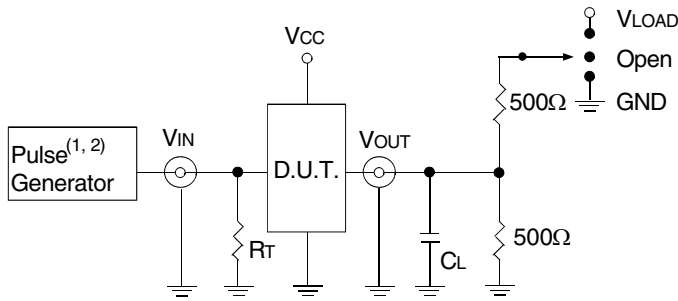 VLOAD
VCC
Open
500Ω
GND
VIN
VOUT
Pulse(1, 2)
Generator
D.U.T.
RT
CL
500Ω